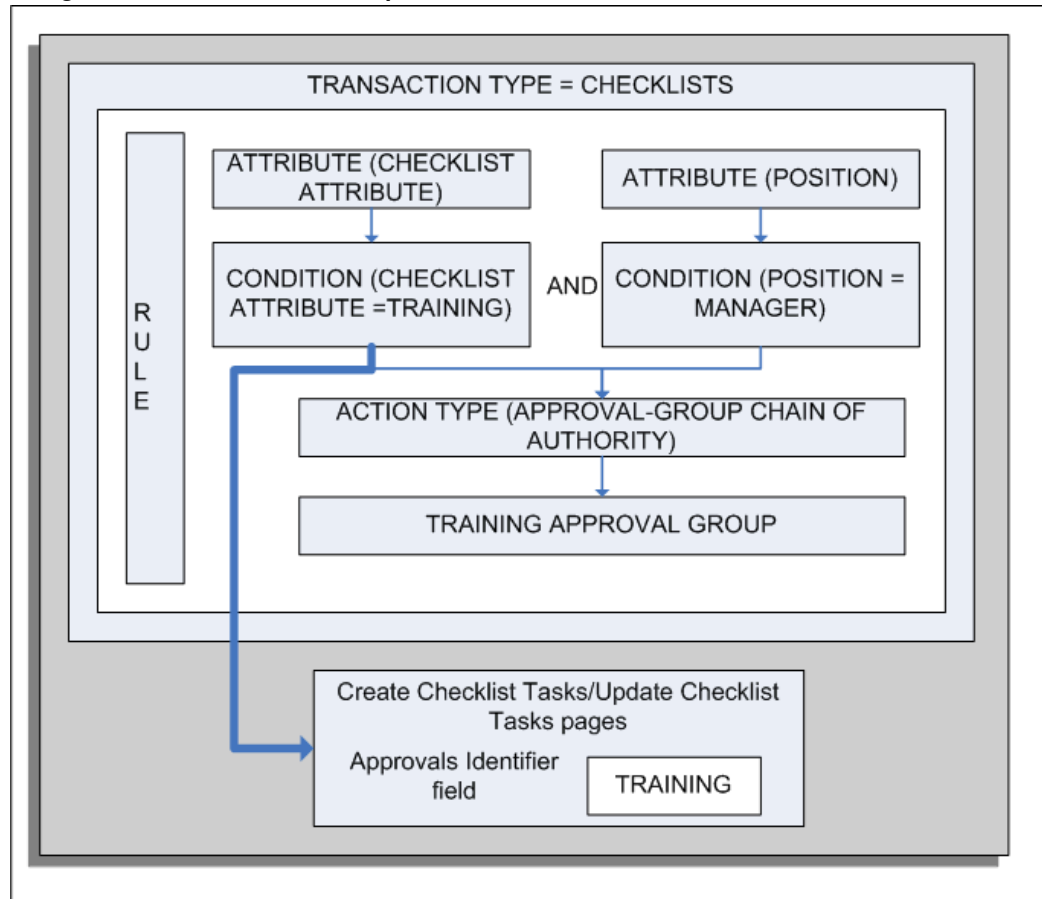 TRANSACTION TYPE = CHECKLISTS
R
U
L
E
ATTRIBUTE (CHECKLIST
ATTRIBUTE)
ATTRIBUTE (POSITION)
CONDITION (CHECKLIST
ATTRIBUTE =TRAINING)
AND
CONDITION (POSITION =
MANAGER)
ACTION TYPE (APPROVAL-GROUP CHAIN OF
AUTHORITY)
TRAINING APPROVAL GROUP
Create Checklist Tasks/Update Checklist
Tasks pages
Approvals Identifier
field
TRAINING